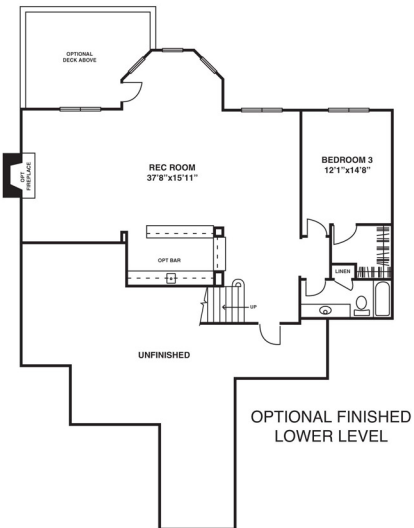 OPTIONAL
DECK ABOVE
OPT
FIREPLACE
REC ROOM
37'8"x15'11"
BEDROOM 3
12'1"x14'8"
OPT BAR
LINEN
UP
UNFINISHED
OPTIONAL FINISHED
LOWER LEVEL